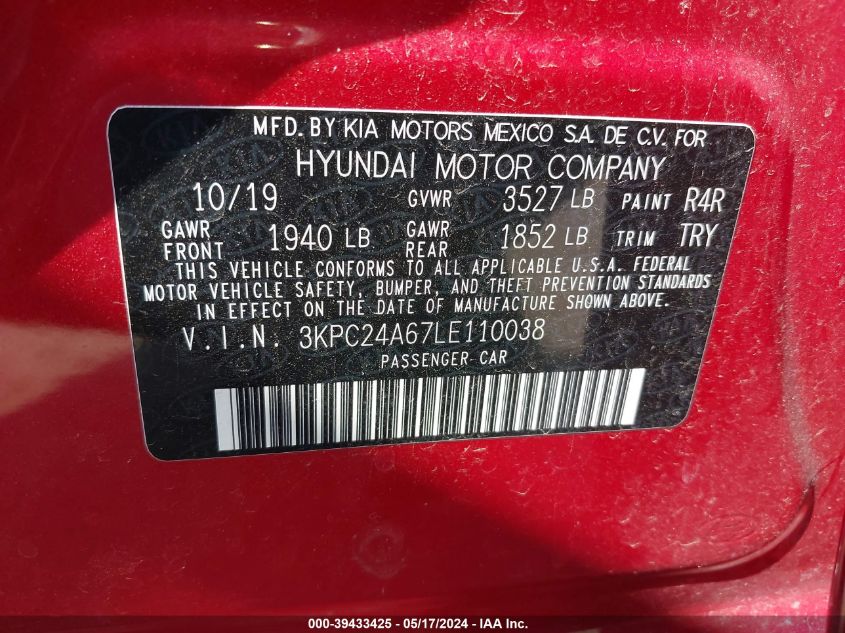 MFD. BY KIA MOTORS MEXICO S.A. DE C.V. FOR
HYUNDAI MOTOR COMPANY
10/19 GVWR 3527 LB PAINT R4R
GAWR FRONT 1940 LB GAWR REAR 1852 LB TRIM TRY
THIS VEHICLE CONFORMS TO ALL APPLICABLE U.S.A. FEDERAL
MOTOR VEHICLE SAFETY, BUMPER, AND THEFT PREVENTION STANDARDS
IN EFFECT ON THE DATE OF MANUFACTURE SHOWN ABOVE.
V.I.N. 3KPC24A67LE110038
PASSENGER CAR
000-39433425 - 05/17/2024 - IAA Inc.